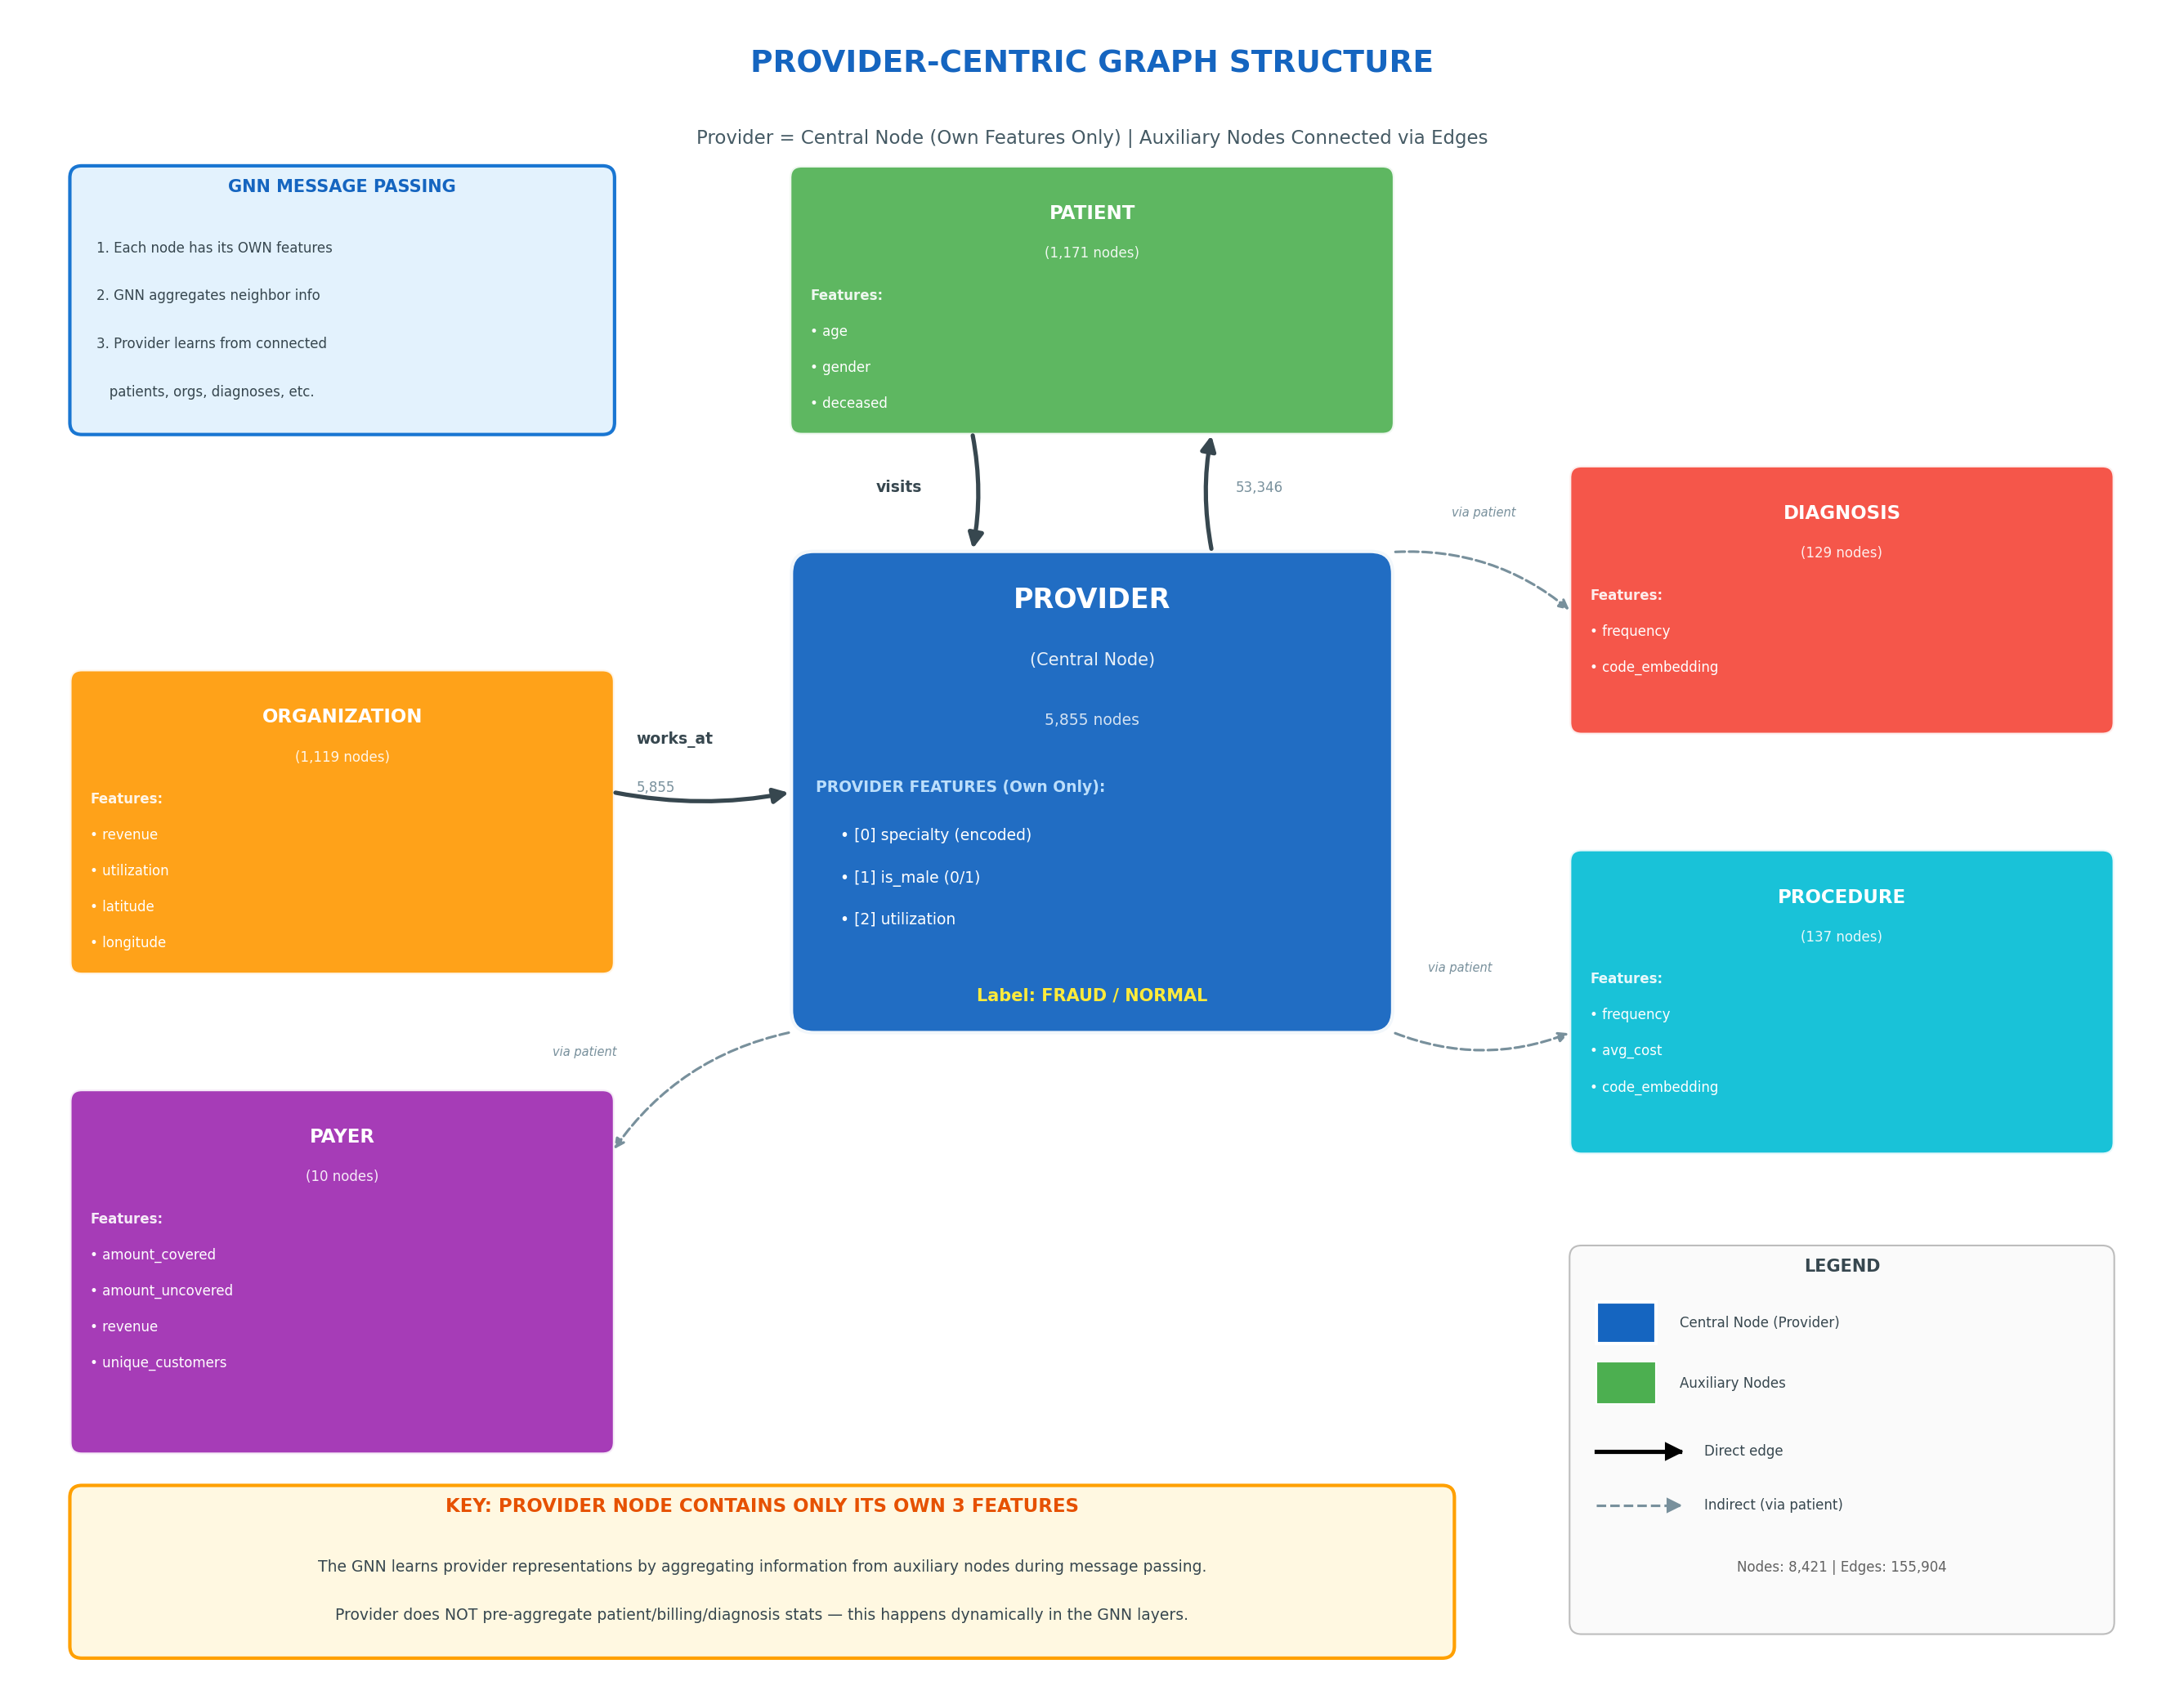 PROVIDER-CENTRIC GRAPH STRUCTURE
Provider = Central Node (Own Features Only) | Auxiliary Nodes Connected via Edges
GNN MESSAGE PASSING
1. Each node has its OWN features
2. GNN aggregates neighbor info
3. Provider learns from connected
patients, orgs, diagnoses, etc.
PATIENT
(1,171 nodes)
Features:
• age
• gender
• deceased
visits
53,346
via patient
DIAGNOSIS
(129 nodes)
Features:
• frequency
• code_embedding
PROVIDER
(Central Node)
5,855 nodes
PROVIDER FEATURES (Own Only):
• [0] specialty (encoded)
• [1] is_male (0/1)
• [2] utilization
Label: FRAUD / NORMAL
ORGANIZATION
(1,119 nodes)
Features:
• revenue
• utilization
• latitude
• longitude
works_at
5,855
PROCEDURE
(137 nodes)
Features:
• frequency
• avg_cost
• code_embedding
via patient
via patient
PAYER
(10 nodes)
Features:
• amount_covered
• amount_uncovered
• revenue
• unique_customers
LEGEND
Central Node (Provider)
Auxiliary Nodes
Direct edge
Indirect (via patient)
Nodes: 8,421 | Edges: 155,904
KEY: PROVIDER NODE CONTAINS ONLY ITS OWN 3 FEATURES
The GNN learns provider representations by aggregating information from auxiliary nodes during message passing.
Provider does NOT pre-aggregate patient/billing/diagnosis stats — this happens dynamically in the GNN layers.